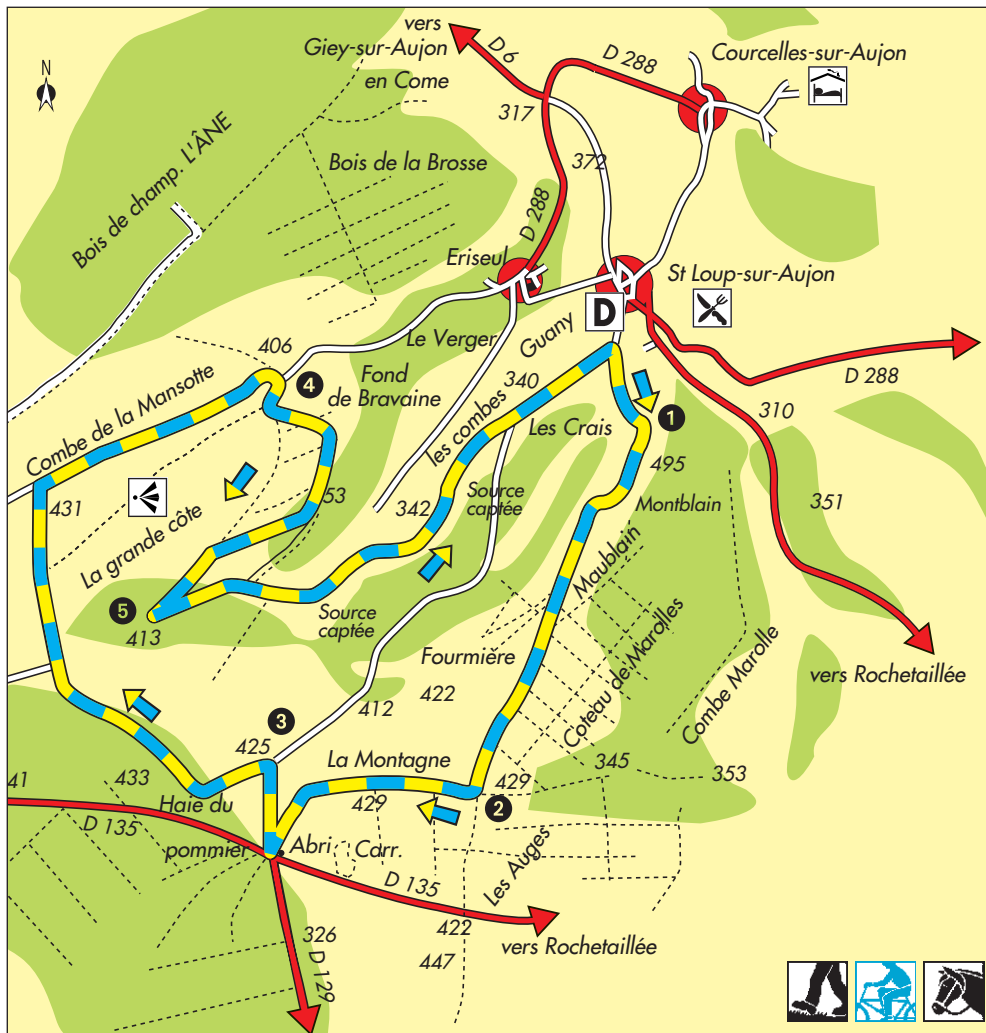 vers
Giey-sur-Aujon
en Come
D 6
D 288
Courcelles-sur-Aujon
N
317
372
Bois de champ. L'ÂNE
Bois de la Brosse
D 288
Eriseul
St Loup-sur-Aujon
D
Le Verger
Guany
406
4
Fond
de Bravaine
340
D 288
Combe de la Mansotte
les combes
Les Crais
1
310
495
431
53
342
Source
captée
Montblain
351
La grande côte
Maublain
5
413
Source
captée
Fourmière
Coteau de Marolles
Combe Marolle
vers Rochetaillée
422
412
3
425
La Montagne
345
353
41
433
429
429
2
Haie du
pommier
D 135
Abri
Carr.
D 135
Les Auges
326
D 129
422
447
vers Rochetaillée